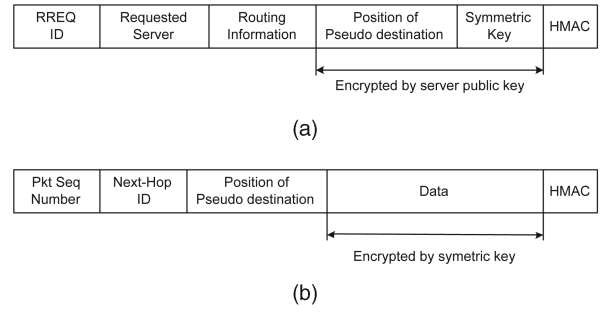 RREQ ID
Requested Server
Routing Information
Position of Pseudo destination
Symmetric Key
HMAC
Encrypted by server public key
(a)
Pkt Seq Number
Next-Hop ID
Position of Pseudo destination
Data
HMAC
Encrypted by symetric key
(b)